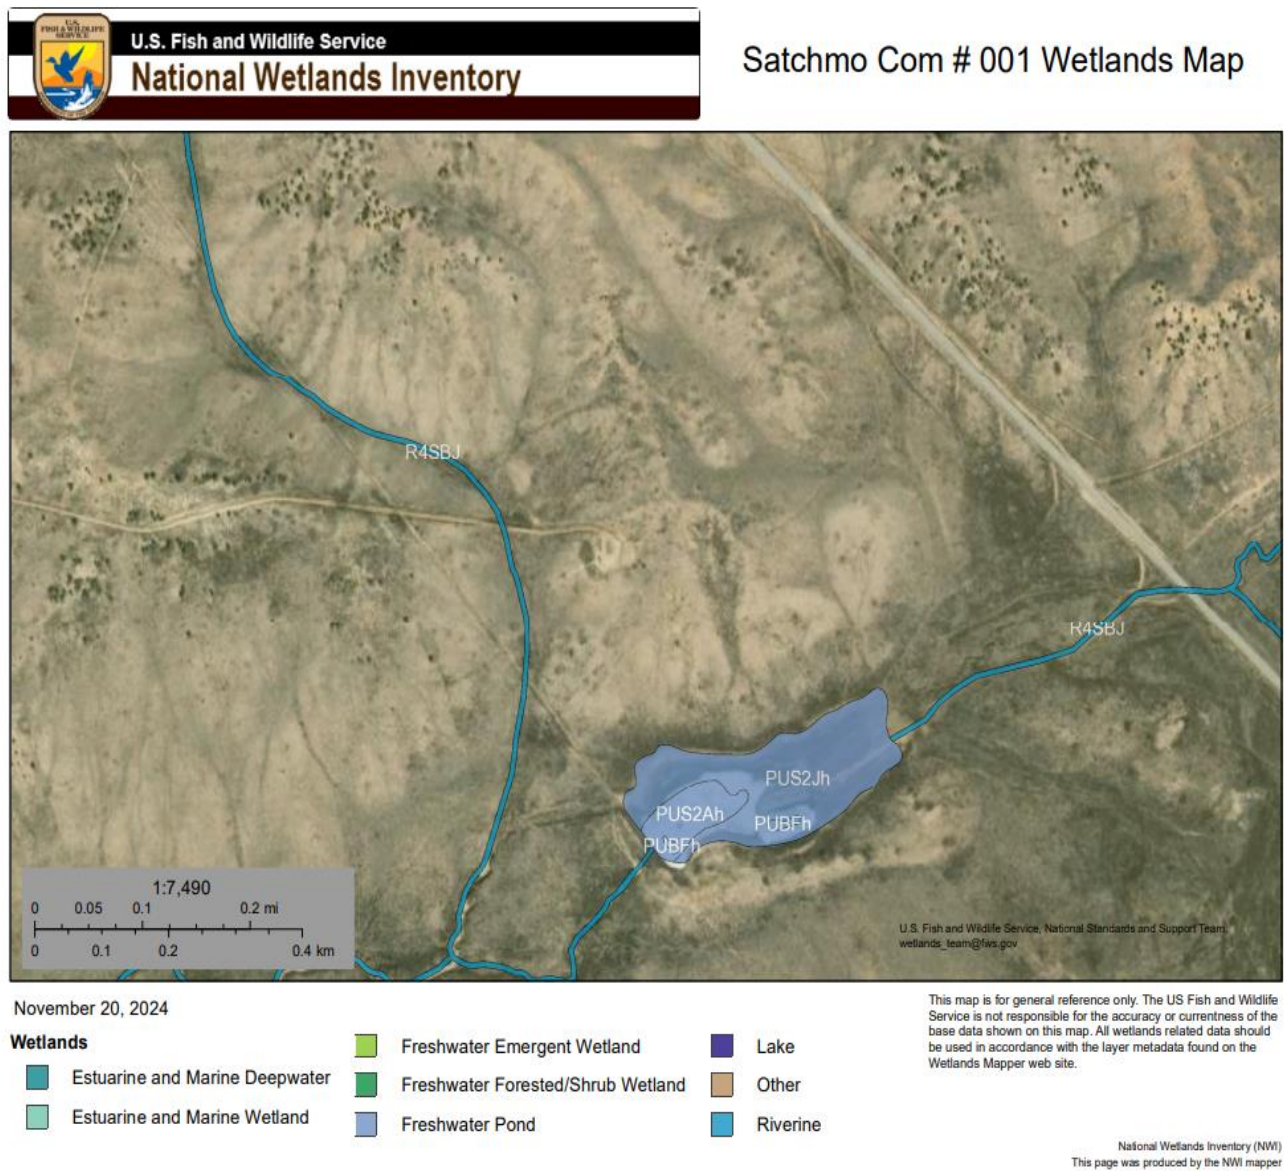 U.S.
FISH & WILDLIFE
SERVICE
U.S. Fish and Wildlife Service
National Wetlands Inventory
Satchmo Com # 001 Wetlands Map
R4SBJ
R4SBJ
PUS2Jh
PUS2Ah
PUBFh
PUBFh
1:7,490
0 0.05 0.1 0.2 mi
0 0.1 0.2 0.4 km
U.S. Fish and Wildlife Service, National Standards and Support Team,
wetlands_team@fws.gov
November 20, 2024
This map is for general reference only. The US Fish and Wildlife
Service is not responsible for the accuracy or currentness of the
base data shown on this map. All wetlands related data should
be used in accordance with the layer metadata found on the
Wetlands Mapper web site.
Wetlands
Estuarine and Marine Deepwater
Estuarine and Marine Wetland
Freshwater Emergent Wetland
Freshwater Forested/Shrub Wetland
Freshwater Pond
Lake
Other
Riverine
National Wetlands Inventory (NWI)
This page was produced by the NWI mapper